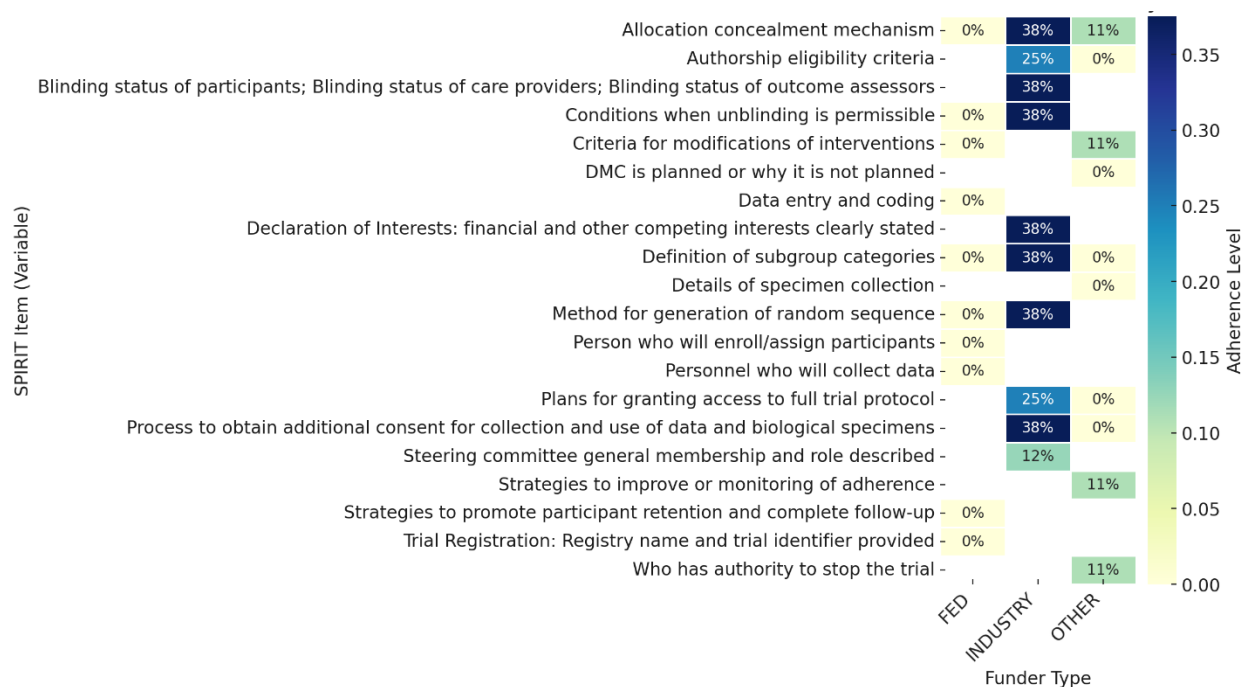 Allocation concealment mechanism 0% 38% 11% 0.35
Authorship eligibility criteria 25% 0%
Blinding status of participants; Blinding status of care providers; Blinding status of outcome assessors 38%
Conditions when unblinding is permissible 0% 38% 0.30
Criteria for modifications of interventions 0% 11%
DMC is planned or why it is not planned 0%
Data entry and coding 0% 0.25
Declaration of Interests: financial and other competing interests clearly stated 38%
Definition of subgroup categories 0% 38% 0% 0.20
Details of specimen collection 0%
Method for generation of random sequence 0% 38%
Person who will enroll/assign participants 0% 0.15
Personnel who will collect data 0%
Plans for granting access to full trial protocol 25% 0%
Process to obtain additional consent for collection and use of data and biological specimens 38% 0% 0.10
Steering committee general membership and role described 12%
Strategies to improve or monitoring of adherence 11%
Strategies to promote participant retention and complete follow-up 0% 0.05
Trial Registration: Registry name and trial identifier provided 0%
Who has authority to stop the trial 11% 0.00
SPIRIT Item (Variable)
Adherence Level
FED INDUSTRY OTHER
Funder Type